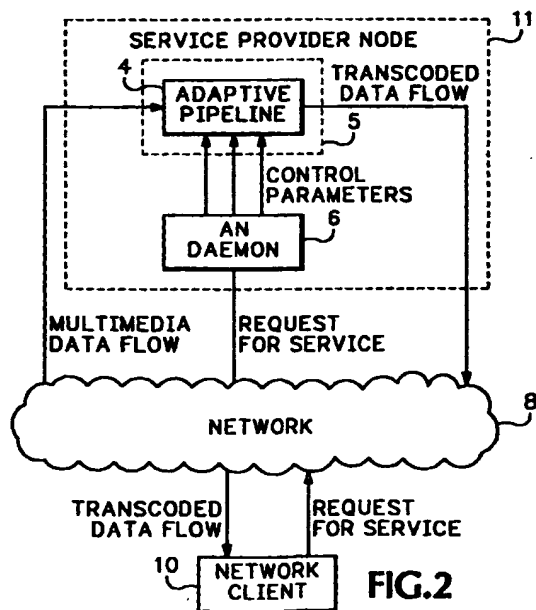 11
SERVICE PROVIDER NODE
4
ADAPTIVE
PIPELINE
TRANSCODED
DATA FLOW
5
CONTROL
PARAMETERS
6
AN
DAEMON
MULTIMEDIA
DATA FLOW
REQUEST
FOR SERVICE
8
NETWORK
TRANSCODED
DATA FLOW
REQUEST
FOR SERVICE
10
NETWORK
CLIENT
FIG.2